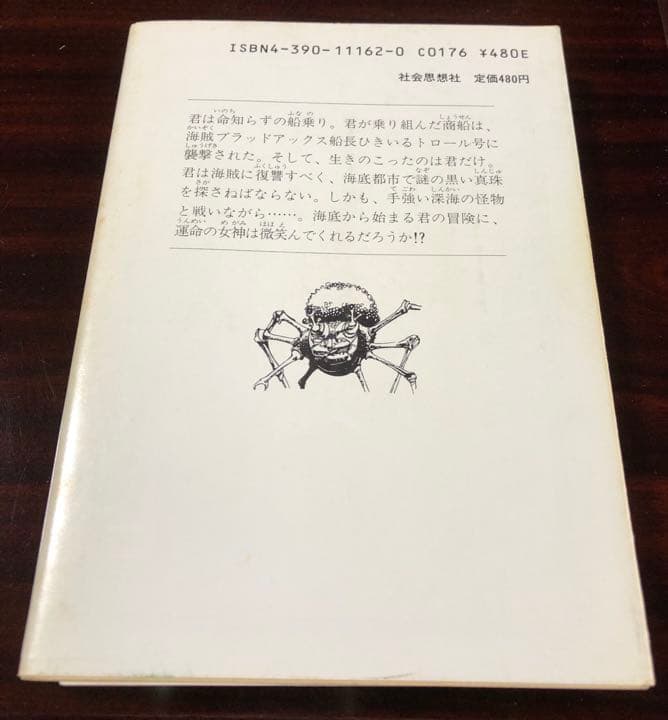 ISBN4-390-11162-0 C0176 ¥480E
社会思想社 定価480円
君は命知らずの船乗り。君が乗り組んだ商船は、
海賊ブラッドアックス船長ひきいるトロール号に
襲撃された。そして、生きのこったのは君だけ。
君は海賊に復讐すべく、海底都市で謎の黒い真珠
を探さねばならない。しかも、手強い深海の怪物
と戦いながら……。海底から始まる君の冒険に、
運命の女神は微笑んでくれるだろうか!?